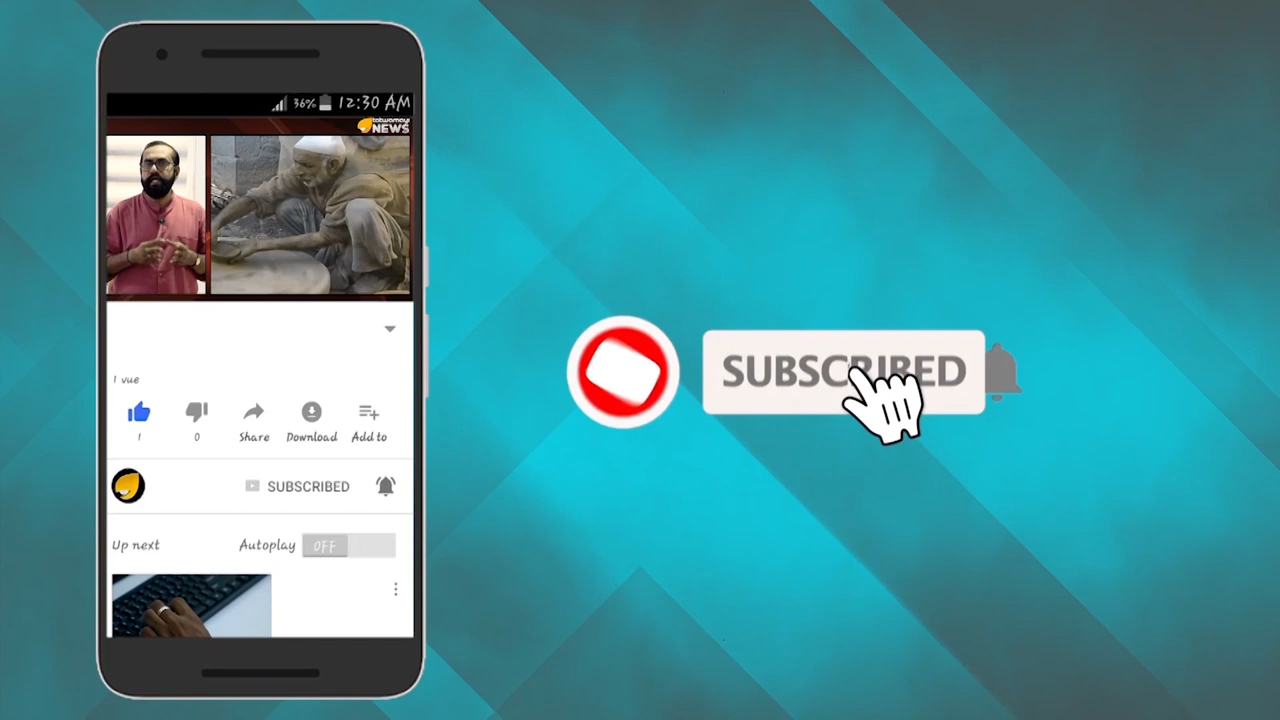 36% 12:30 AM
tatwamayi
NEWS
1 vue
1
0
Share
Download
Add to
SUBSCRIBED
Up next
Autoplay
OFF
SUBSCRIBED